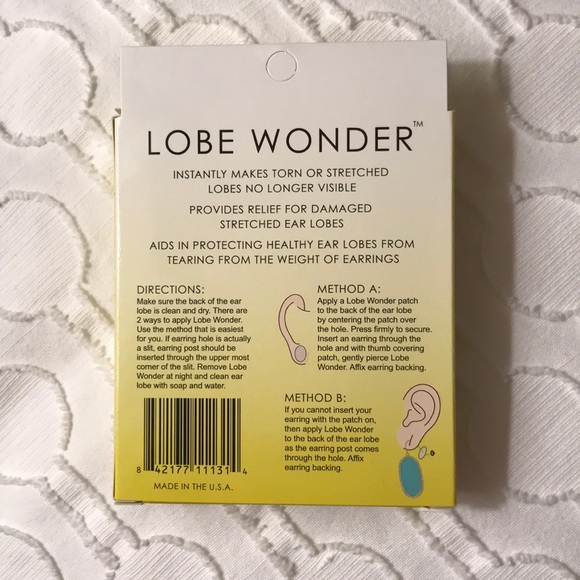 LOBE WONDER™
INSTANTLY MAKES TORN OR STRETCHED
LOBES NO LONGER VISIBLE
PROVIDES RELIEF FOR DAMAGED
STRETCHED EAR LOBES
AIDS IN PROTECTING HEALTHY EAR LOBES FROM
TEARING FROM THE WEIGHT OF EARRINGS
DIRECTIONS:
Make sure the back of the ear
lobe is clean and dry. There are
2 ways to apply Lobe Wonder.
Use the method that is easiest
for you. If earring hole is actually
a slit, earring post should be
inserted through the upper most
corner of the slit. Remove Lobe
Wonder at night and clean ear
lobe with soap and water.
8 42177 11131 4
MADE IN THE U.S.A.
METHOD A:
Apply a Lobe Wonder patch
to the back of the ear lobe
by centering the patch over
the hole. Press firmly to secure.
Insert an earring through the
hole and with thumb covering
patch, gently pierce Lobe
Wonder. Affix earring backing.
METHOD B:
If you cannot insert your
earring with the patch on,
then apply Lobe Wonder
to the back of the ear lobe
as the earring post comes
through the hole. Affix
earring backing.